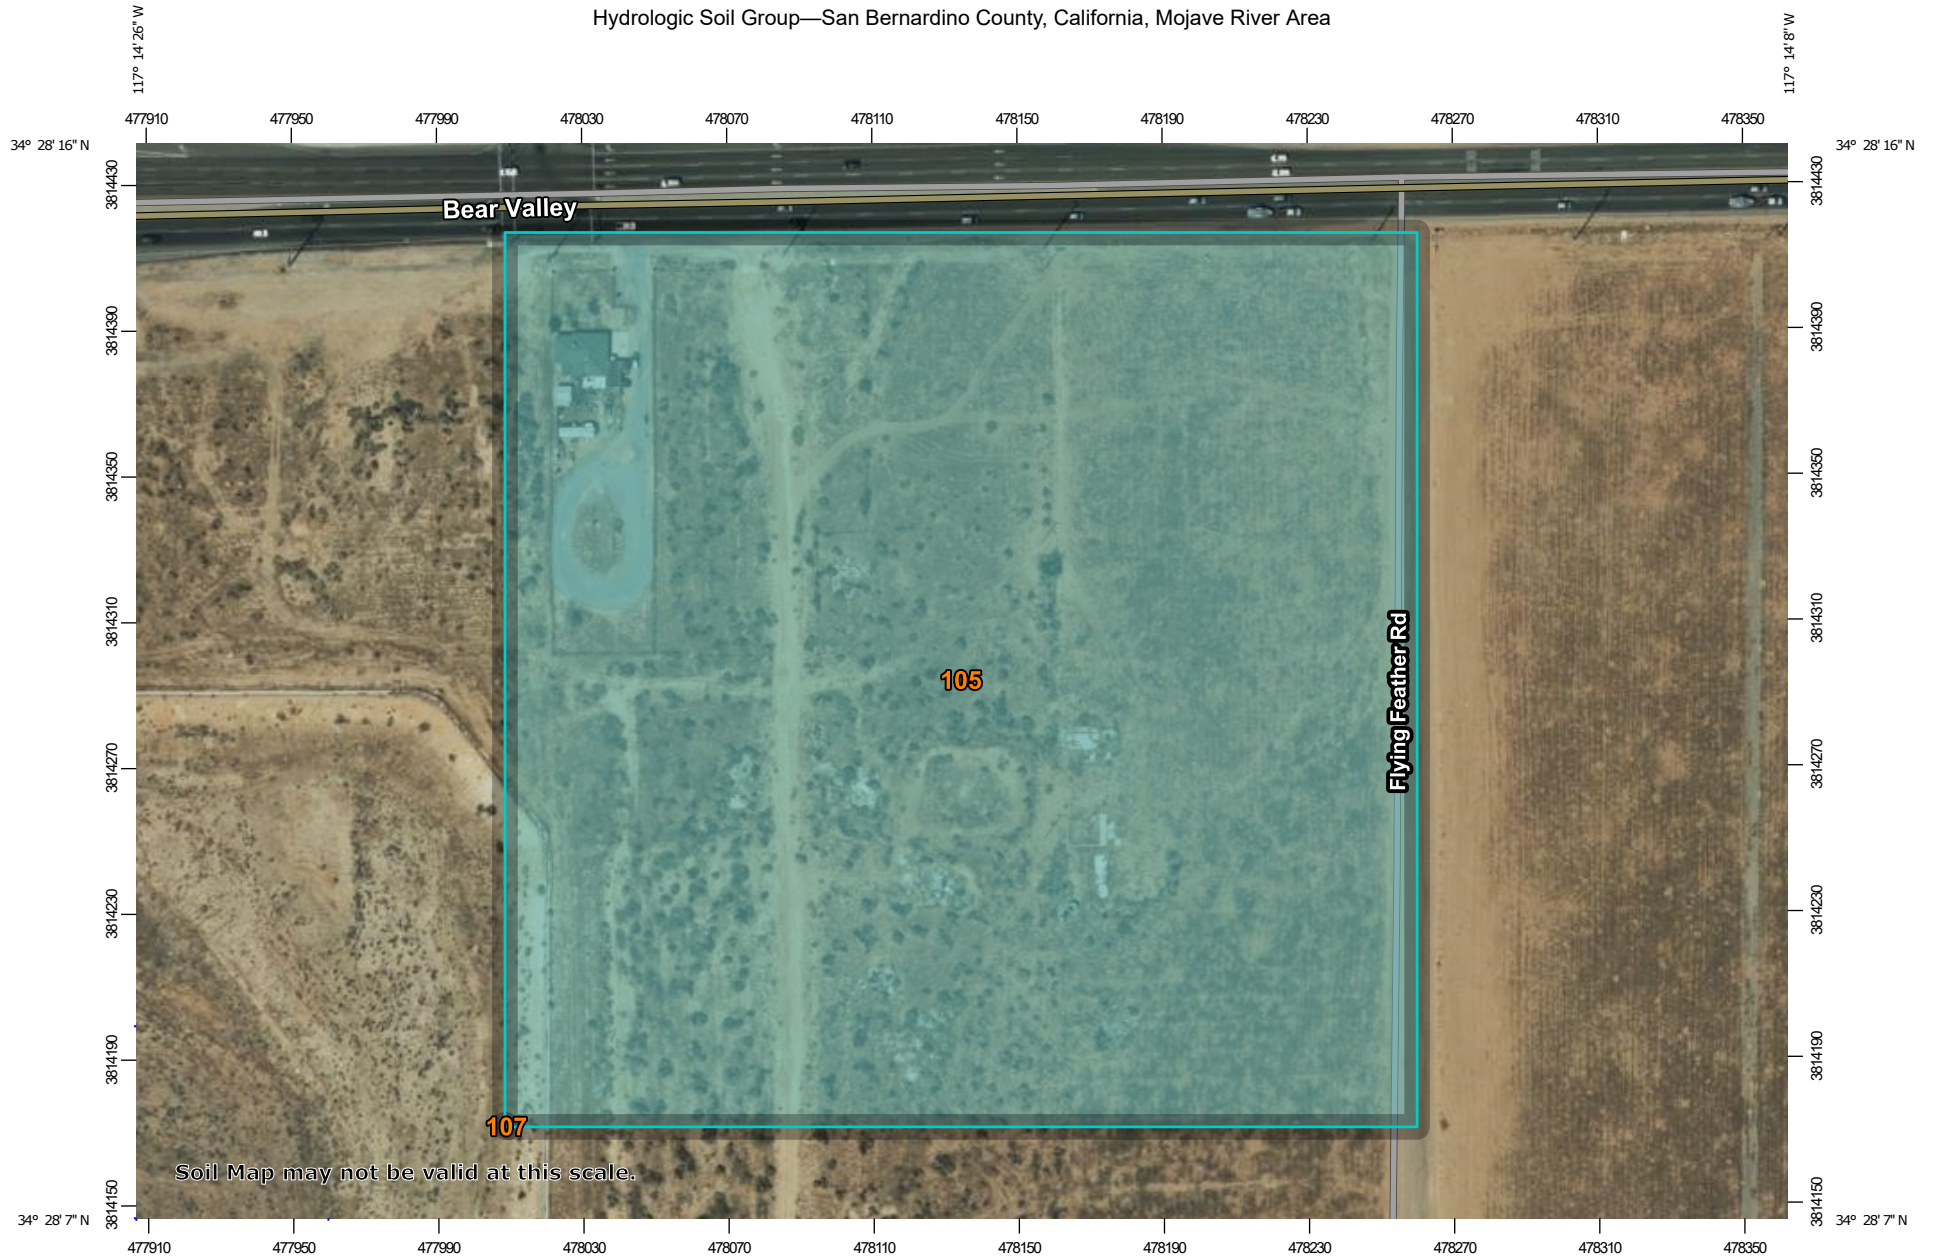 Hydrologic Soil Group—San Bernardino County, California, Mojave River Area
117° 14' 26" W
117° 14' 8" W
477910 477950 477990 478030 478070 478110 478150 478190 478230 478270 478310 478350
34° 28' 16" N
34° 28' 16" N
3814430
3814430
Bear Valley
3814390
3814390
3814350
3814350
3814310
3814310
Flying Feather Rd
105
3814270
3814270
3814230
3814230
3814190
3814190
107
Soil Map may not be valid at this scale.
3814150
3814150
34° 28' 7" N
34° 28' 7" N
477910 477950 477990 478030 478070 478110 478150 478190 478230 478270 478310 478350